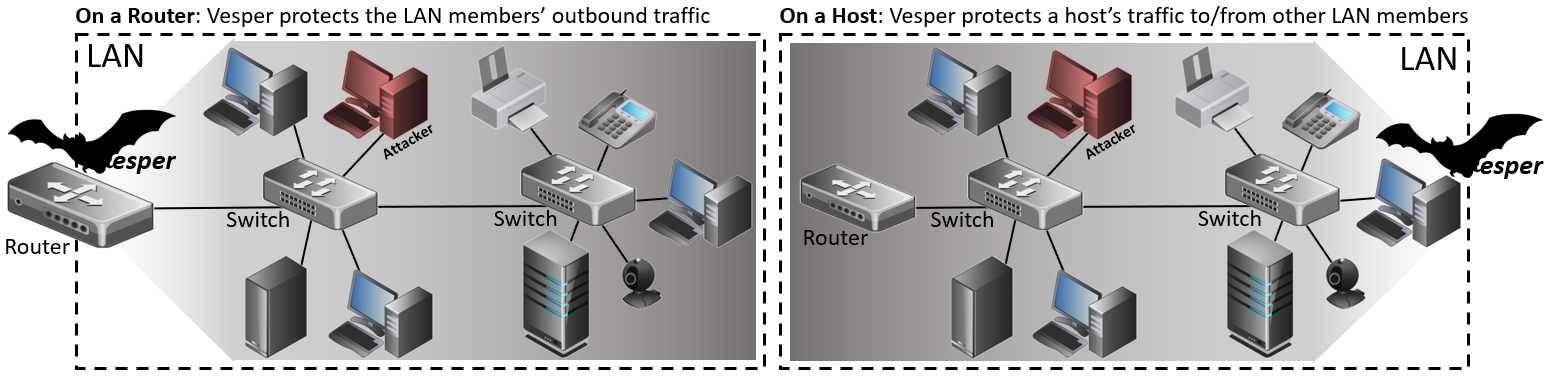 On a Router: Vesper protects the LAN members' outbound traffic
LAN
Vesper
Router
Switch
Attacker
Switch
On a Host: Vesper protects a host's traffic to/from other LAN members
LAN
Router
Switch
Attacker
Switch
Vesper